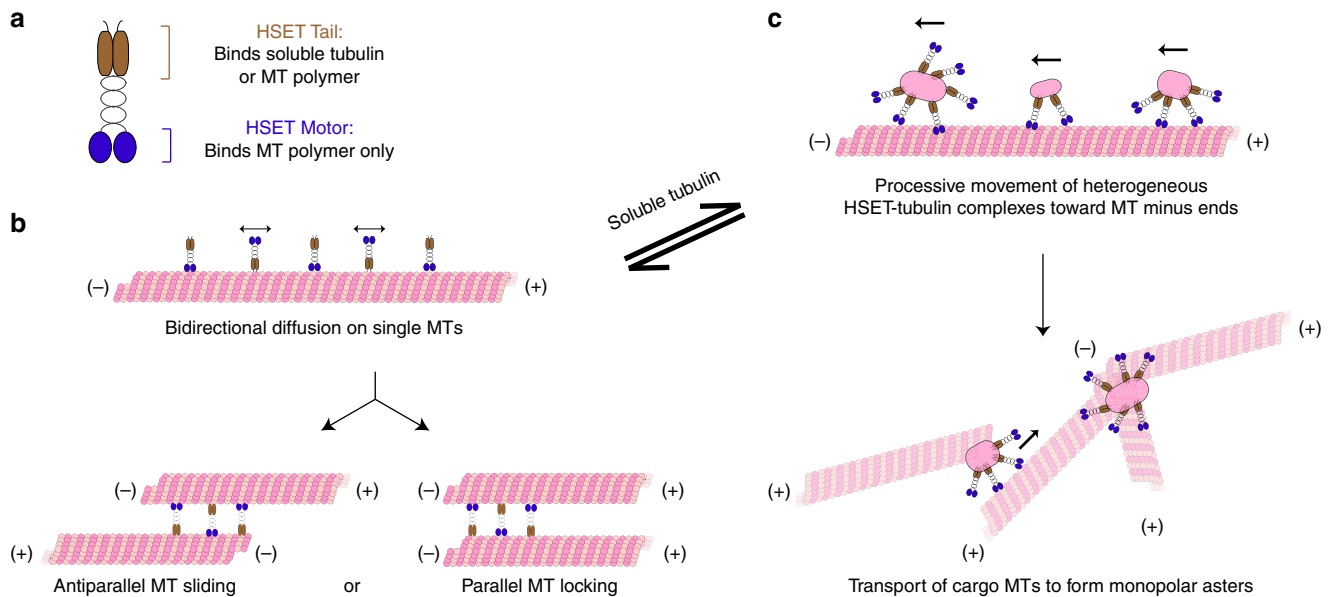 a
HSET Tail:
Binds soluble tubulin
or MT polymer
HSET Motor:
Binds MT polymer only
b
(–)
(+)
Bidirectional diffusion on single MTs
(–)
(+)
(+)
(–)
Antiparallel MT sliding
or
(–)
(+)
(–)
(+)
Parallel MT locking
Soluble tubulin
c
(–)
(+)
Processive movement of heterogeneous
HSET-tubulin complexes toward MT minus ends
(–)
(+)
(+)
(+)
(+)
Transport of cargo MTs to form monopolar asters